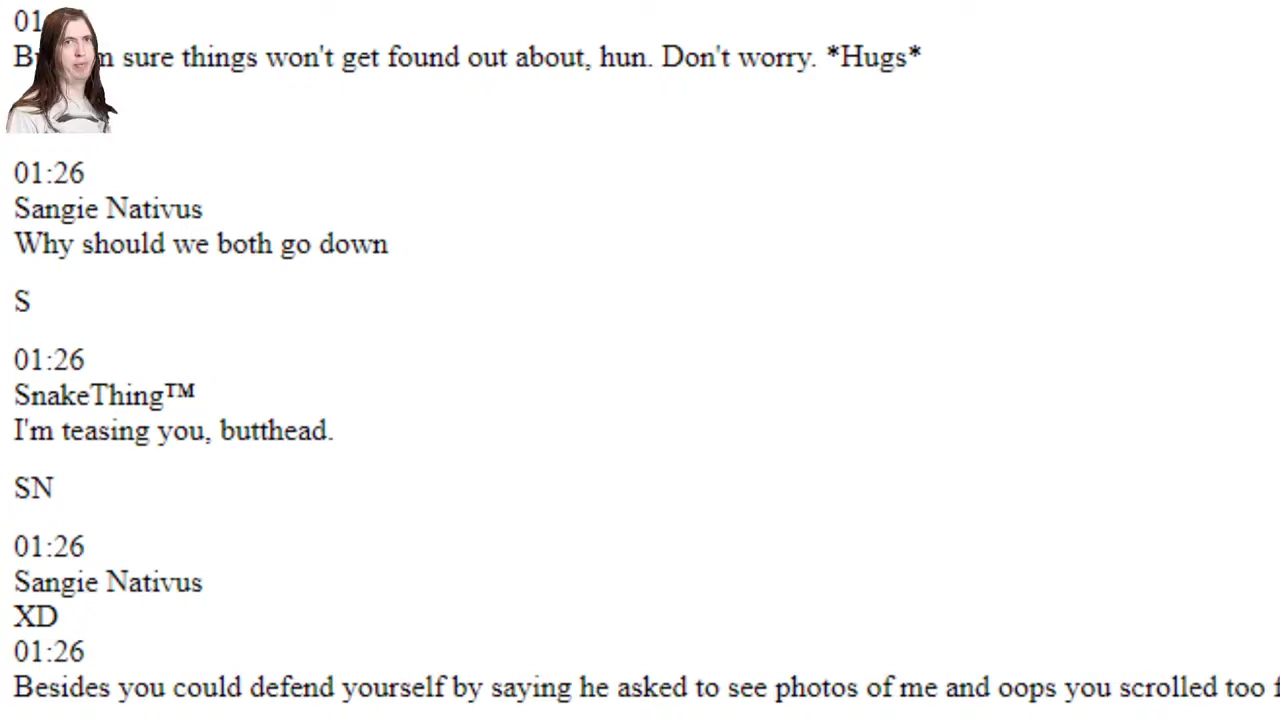 01
B n sure things won't get found out about, hun. Don't worry. *Hugs*
01:26
Sangie Nativus
Why should we both go down
S
01:26
SnakeThing™
I'm teasing you, butthead.
SN
01:26
Sangie Nativus
XD
01:26
Besides you could defend yourself by saying he asked to see photos of me and oops you scrolled too